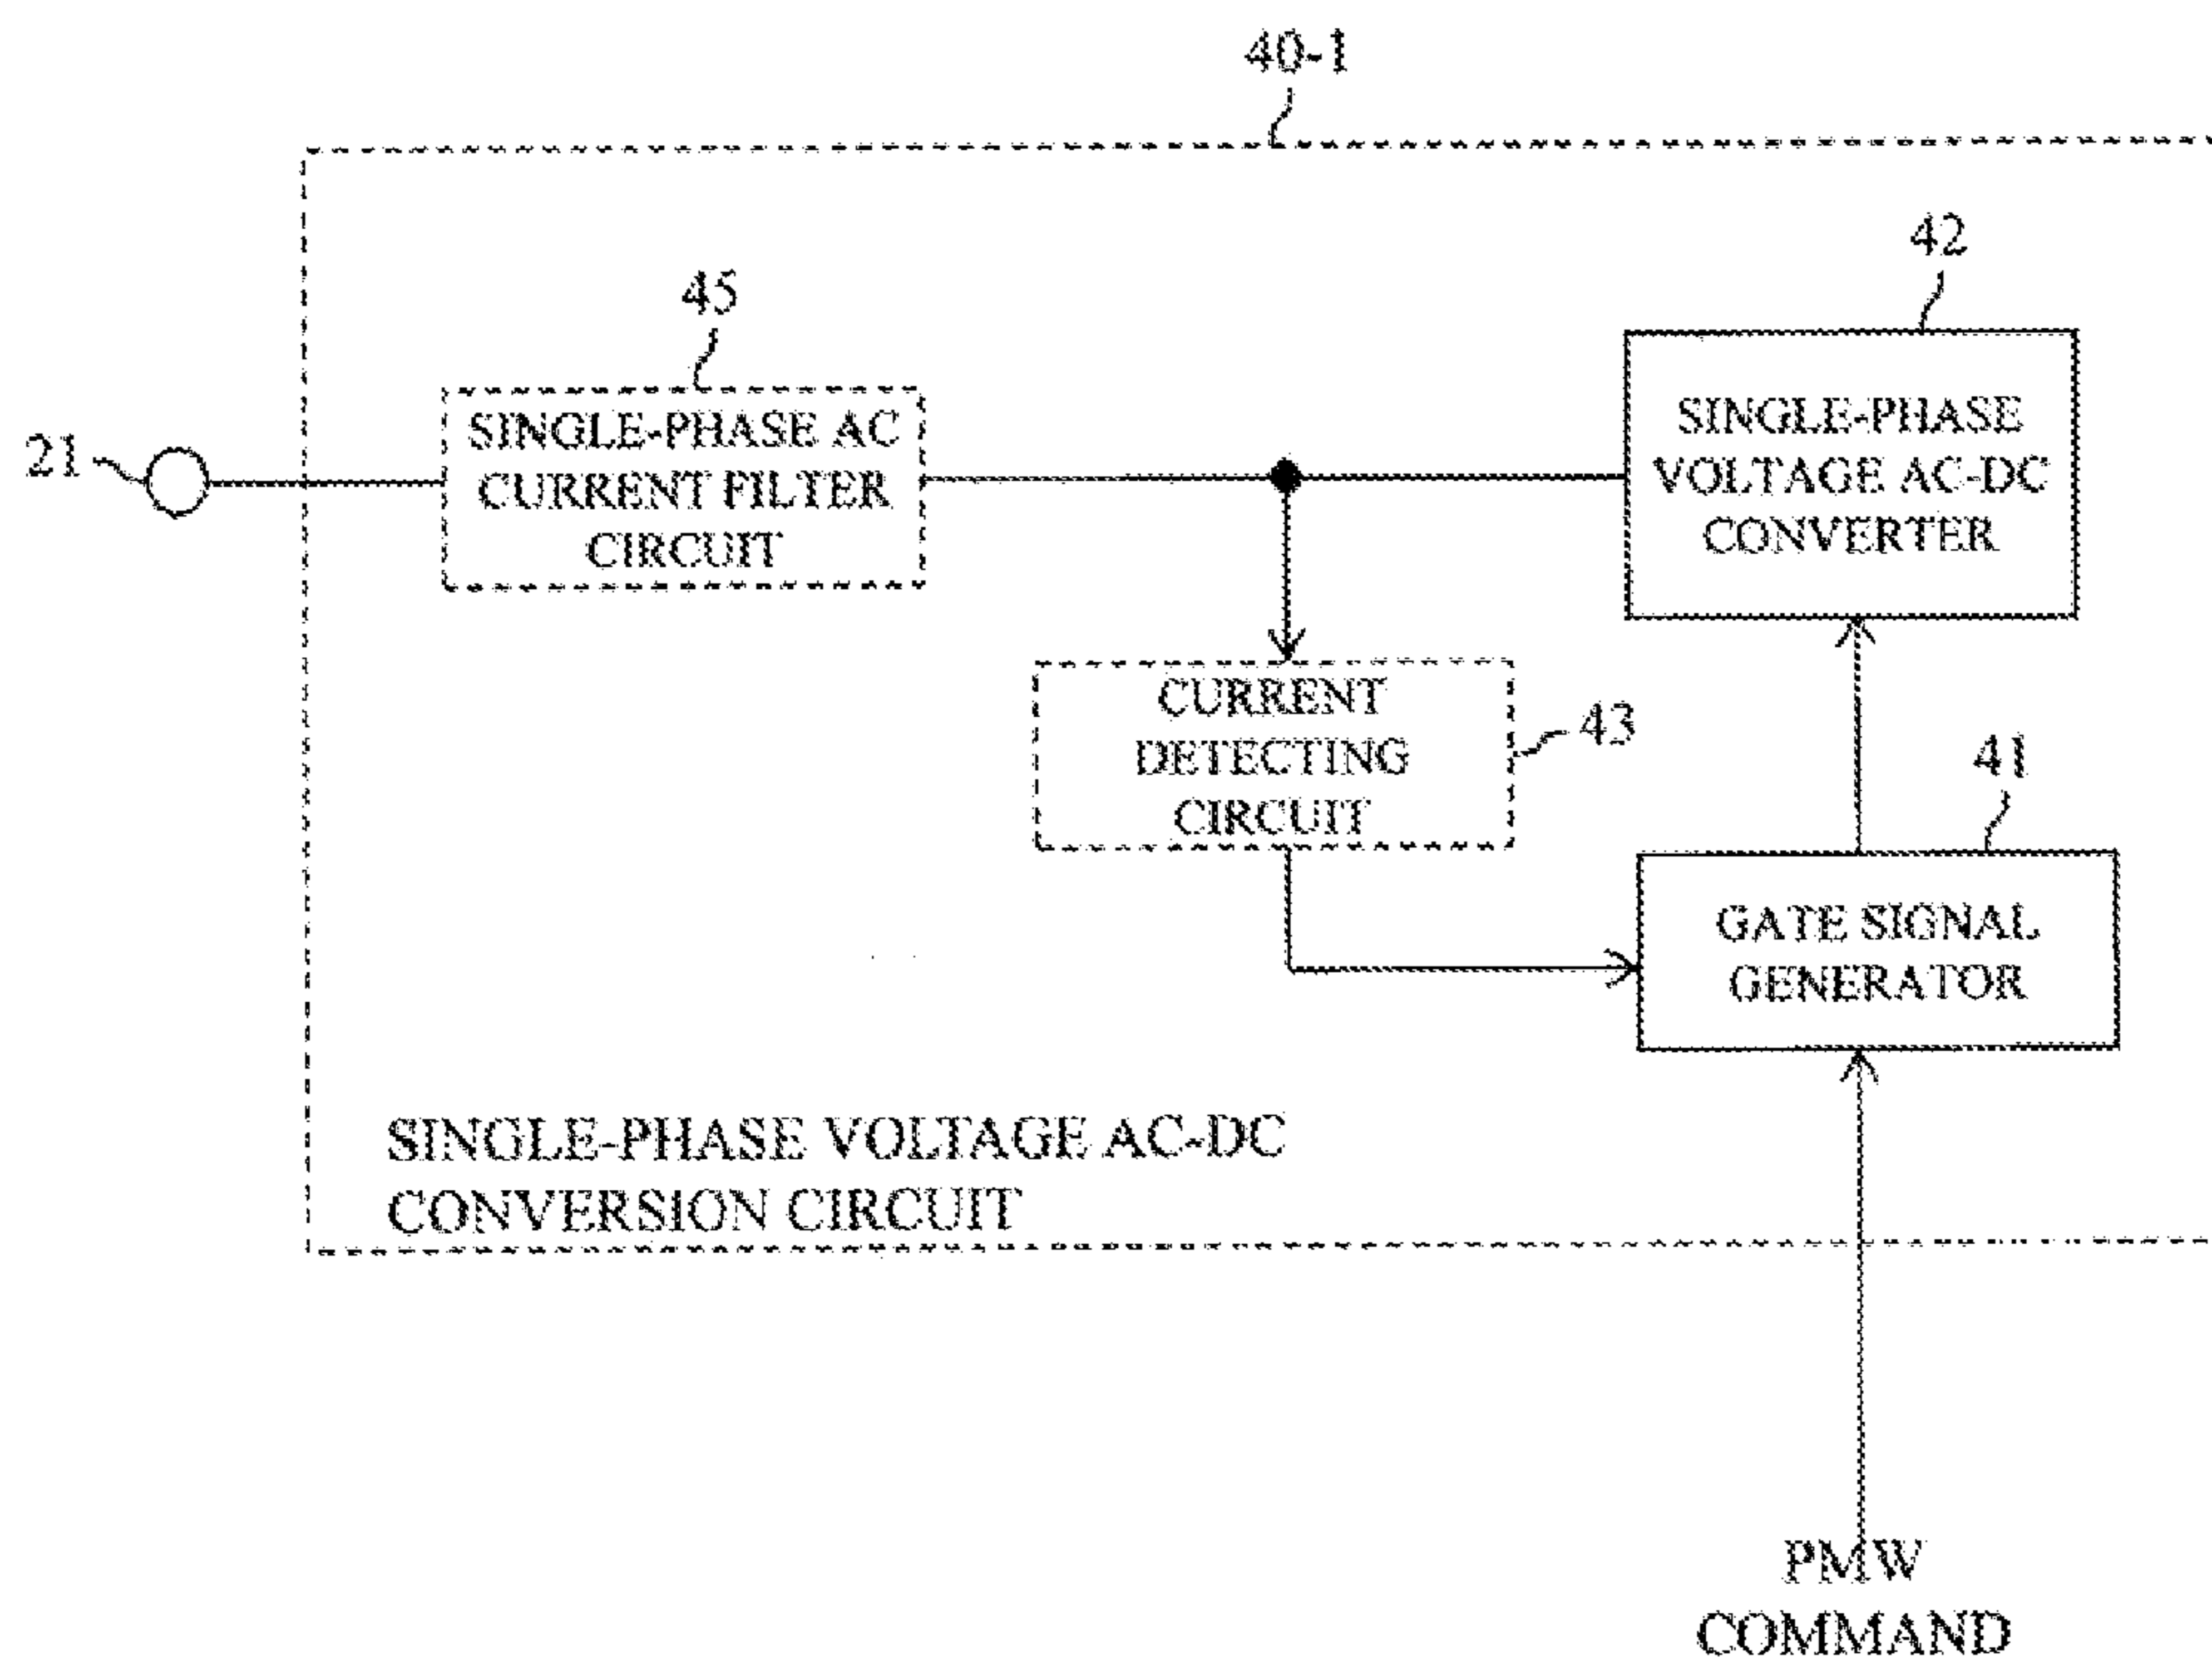 40-1
42
45
SINGLE-PHASE AC
CURRENT FILTER
CIRCUIT
SINGLE-PHASE
VOLTAGE AC-DC
CONVERTER
21
CURRENT
DETECTING
CIRCUIT
43
41
GATE SIGNAL
GENERATOR
SINGLE-PHASE VOLTAGE AC-DC
CONVERSION CIRCUIT
PMW
COMMAND